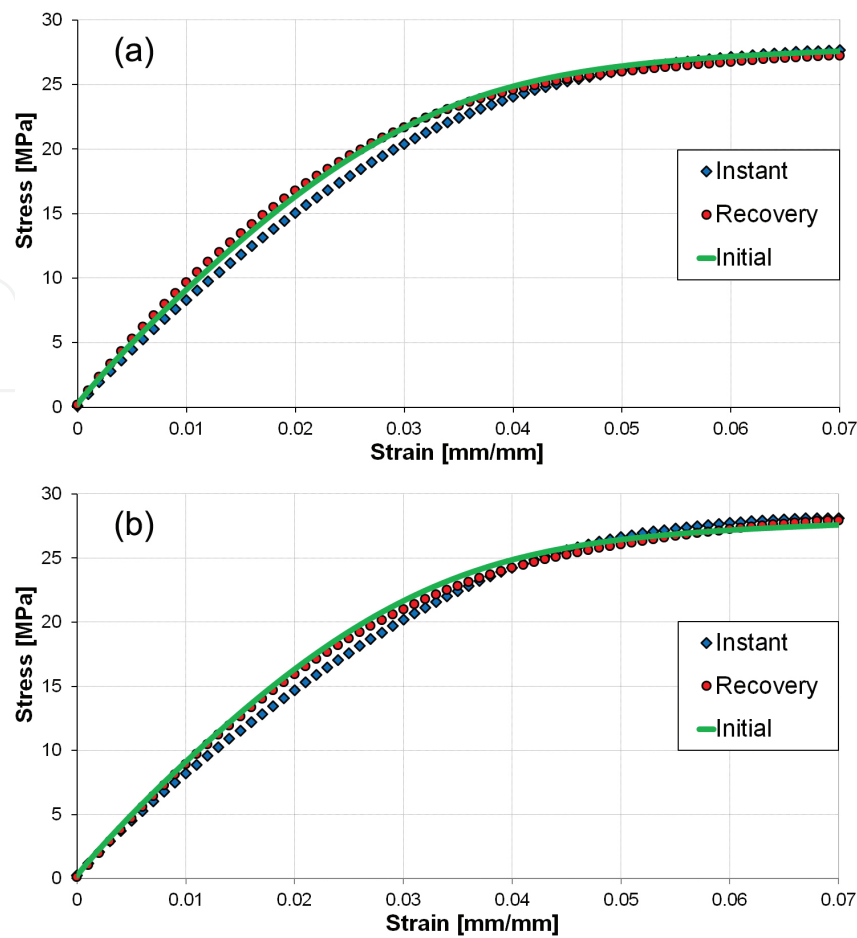 30
(a)
25
20
Stress [MPa]
15
10
5
0
Instant
Recovery
Initial
0 0.01 0.02 0.03 0.04 0.05 0.06 0.07
Strain [mm/mm]
30
(b)
25
20
Stress [MPa]
15
10
5
0
Instant
Recovery
Initial
0 0.01 0.02 0.03 0.04 0.05 0.06 0.07
Strain [mm/mm]